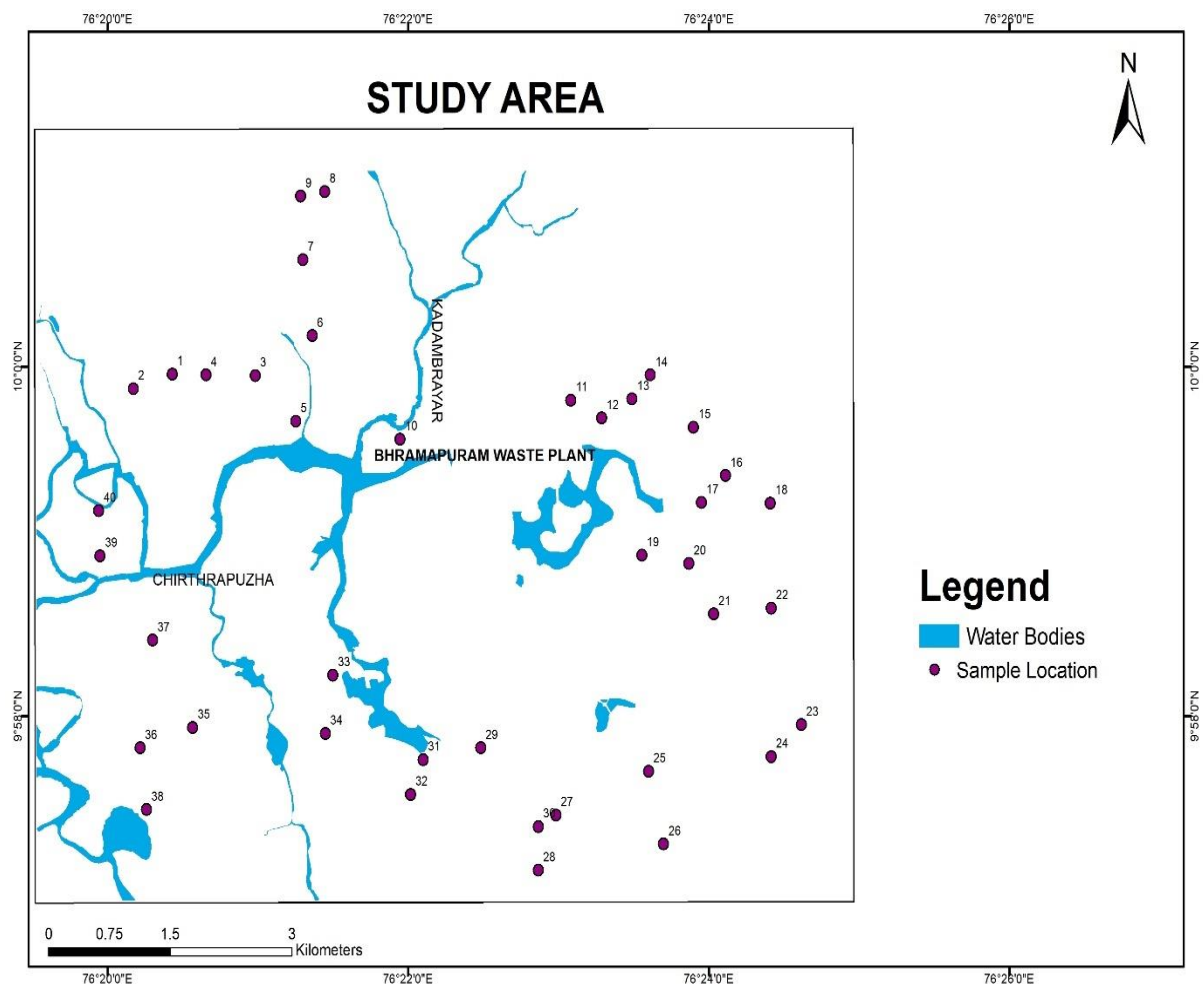 76°20'0"E 76°22'0"E 76°24'0"E 76°26'0"E
N
STUDY AREA
9 8
7
6
KADAMBRAYAR
10°0'0"N 10°0'0"N
2 1 4 3
14
11 13
12
5
15
10
BHRAMAPURAM WASTE PLANT
16
17 18
40
39
19 20
CHIRTHRAPUZHA
Legend
21 22
Water Bodies
37
Sample Location
33
9°58'0"N 9°58'0"N
23
35
34
36 29
24
31
25
32
38
27
30
26
28
0 0.75 1.5 3
Kilometers
76°20'0"E 76°22'0"E 76°24'0"E 76°26'0"E